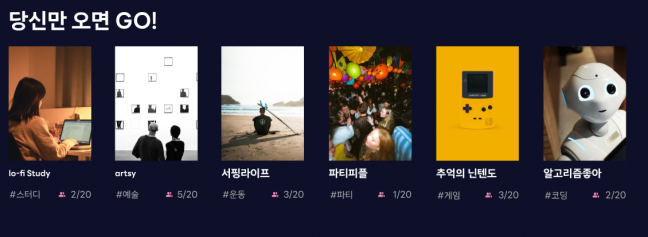 당신만 오면 GO!
lo-fi Study
#스터디 2/20
artsy
#예술 5/20
서핑라이프
#운동 3/20
파티피플
#파티 1/20
추억의 닌텐도
#게임 3/20
알고리즘좋아
#코딩 2/20